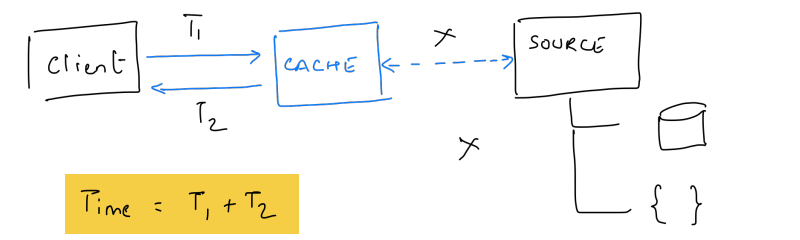 T1
Client
CACHE
x
SOURCE
T2
x
Time = T1 + T2
{ }